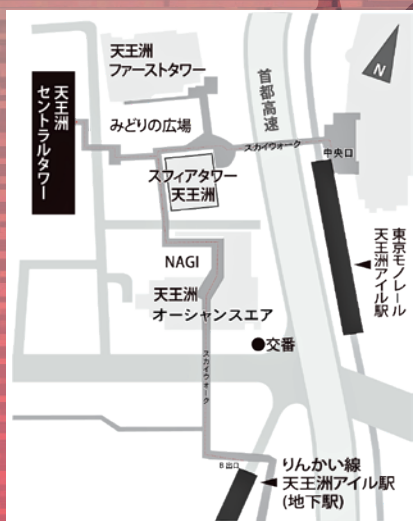 天王洲
ファーストタワー
首都高速
N
天王洲
セントラルタワー
みどりの広場
スカイウォーク
中央口
スフィアタワー
天王洲
東京モノレール
天王洲アイル駅
NAGI
天王洲
オーシャンスエア
●交番
スカイウォーク
B出口
りんかい線
天王洲アイル駅
(地下駅)